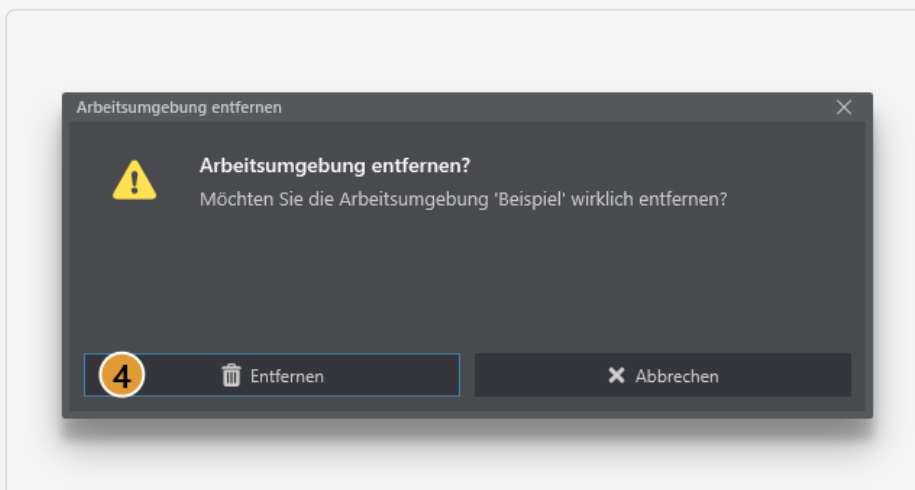 Arbeitsumgebung entfernen
Arbeitsumgebung entfernen?
Möchten Sie die Arbeitsumgebung 'Beispiel' wirklich entfernen?
4 Entfernen Abbrechen